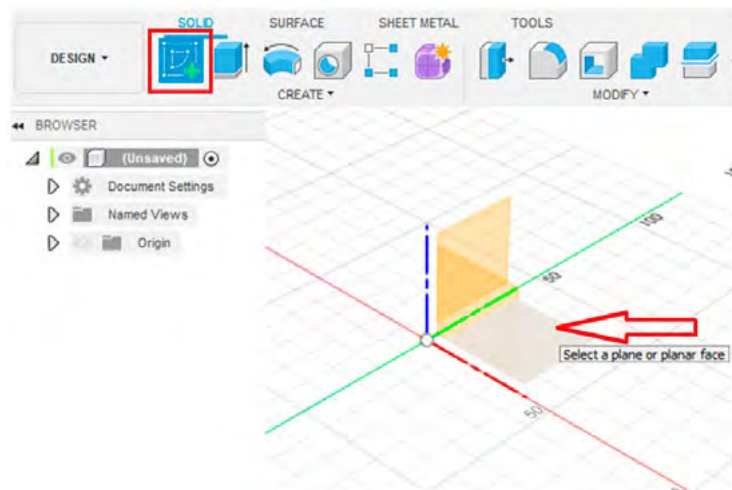 SOLID SURFACE SHEET METAL TOOLS
DESIGN
CREATE MODIFY
BROWSER
(Unsaved)
Document Settings
Named Views
Origin
100
50
Select a plane or planar face
50